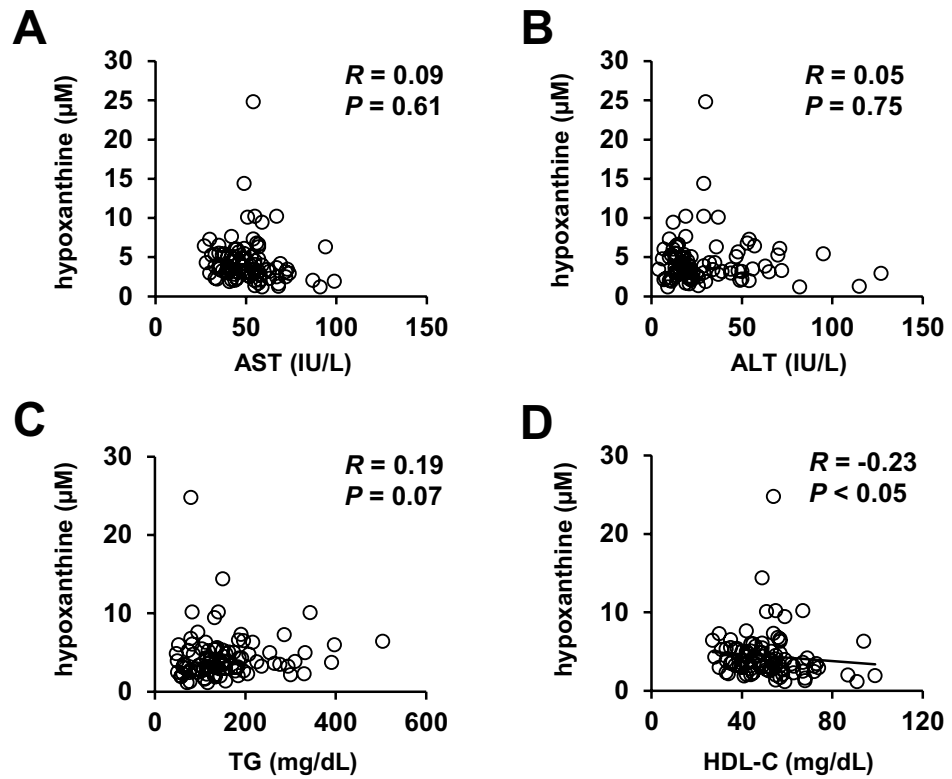 A
hypoxanthine (µM)
30
25
20
15
10
5
0
R = 0.09
P = 0.61
0 50 100 150
AST (IU/L)
B
hypoxanthine (µM)
30
25
20
15
10
5
0
R = 0.05
P = 0.75
0 50 100 150
ALT (IU/L)
C
hypoxanthine (µM)
30
20
10
0
R = 0.19
P = 0.07
0 200 400 600
TG (mg/dL)
D
hypoxanthine (µM)
30
20
10
0
R = -0.23
P < 0.05
0 40 80 120
HDL-C (mg/dL)